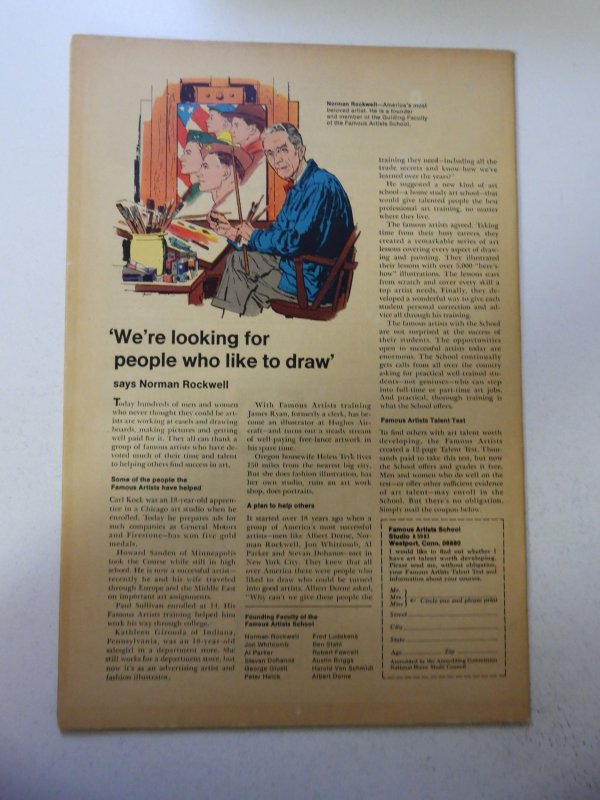 Norman Rockwell—America's most
beloved artist. He is a founder
and member of the Guiding Faculty
of the Famous Artists School.
'We're looking for
people who like to draw'
says Norman Rockwell
Today hundreds of men and women
who never thought they could be art-
ists are working at easels and drawing
boards, making pictures and getting
well paid for it. They all can thank a
group of famous artists who have de-
voted much of their time and talent
to helping others find success in art.
Some of the people the
Famous Artists have helped
Carl Kock was an 18-year-old appren-
tice in a Chicago art studio when he
enrolled. Today he prepares ads for
such companies as General Motors
and Firestone—has won five gold
medals.
Howard Sanden of Minneapolis
took the Course while still in high
school. He is now a successful artist—
recently he and his wife traveled
through Europe and the Middle East
on important art assignments.
Paul Sullivan enrolled at 14. His
Famous Artists training helped him
work his way through college.
Kathleen Gironda of Indiana,
Pennsylvania, was an 18-year-old
salesgirl in a department store. She
still works for a department store, but
now it's as an advertising artist and
fashion illustrator.
With Famous Artists training
James Ryan, formerly a clerk, has be-
come an illustrator at Hughes Air-
craft—and turns out a steady stream
of well-paying free-lance artwork in
his spare time.
Oregon housewife Helen Tryk lives
150 miles from the nearest big city.
But she does fashion illustration, has
her own studio, runs an art work
shop, does portraits.
A plan to help others
It started over 18 years ago when a
group of America's most successful
artists—men like Albert Dorne, Nor-
man Rockwell, Jon Whitcomb, Al
Parker and Stevan Dohanos—met in
New York City. They knew that all
over America there were people who
liked to draw who could be turned
into good artists. Albert Dorne asked,
"Why can't we give these people the
Founding Faculty of the
Famous Artists School
Norman Rockwell
Jon Whitcomb
Al Parker
Stevan Dohanos
George Giusti
Peter Helck
Fred Ludekens
Ben Stahl
Robert Fawcett
Austin Briggs
Harold Von Schmidt
Albert Dorne
training they need—including all the
trade secrets and know-how we've
learned over the years?"
He suggested a new kind of art
school—a home study art school—that
would give talented people the best
professional art training, no matter
where they live.
The famous artists agreed. Taking
time from their busy careers, they
created a remarkable series of art
lessons covering every aspect of draw-
ing and painting. They illustrated
their lessons with over 5,000 "here's-
how" illustrations. The lessons start
from scratch and cover every skill a
top artist needs. Finally, they de-
veloped a wonderful way to give each
student personal correction and ad-
vice all through his training.
The famous artists with the School
are not surprised at the success of
their students. The opportunities
open to successful artists today are
enormous. The School continually
gets calls from all over the country
asking for practical well-trained stu-
dents—not geniuses—who can step
into full-time or part-time art jobs.
And practical, thorough training is
what the School offers.
Famous Artists Talent Test
To find others with art talent worth
developing, the Famous Artists
created a 12-page Talent Test. Thou-
sands paid to take this test, but now
the School offers and grades it free.
Men and women who do well on the
test—or offer other sufficient evidence
of art talent—may enroll in the
School. But there's no obligation.
Simply mail the coupon below.
Famous Artists School
Studio
Westport, Conn. 06880
I would like to find out whether I
have art talent worth developing.
Please send me, without obligation,
your Famous Artists Talent Test and
information about your courses.
Mr.
Mrs.
Miss
Circle one and please print
Street
City
State
Age Zip
Accredited by the Accrediting Commission
National Home Study Council